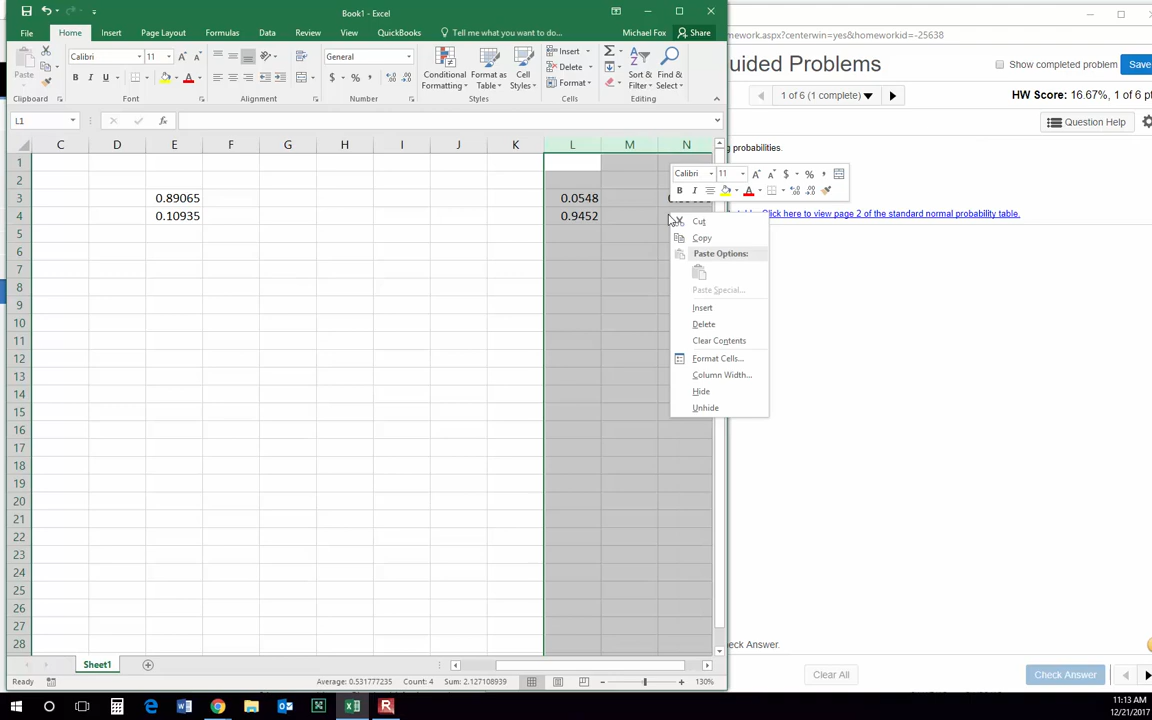 Book1 - Excel
File Home Insert Page Layout Formulas Data Review View QuickBooks Tell me what you want to do... Michael Fox Share
Paste Calibri 11 General Conditional Formatting Format as Table Cell Styles Insert Delete Format Sort & Filter Find & Select
Clipboard Font Alignment Number Styles Cells Editing
L1
C D E F G H I J K L M N
1
2
3 0.89065 0.0548
4 0.10935 0.9452
5
6
7
8
9
10
11
12
13
14
15
16
17
18
19
20
21
22
23
24
25
26
27
28
Calibri 11
Cut
Copy
Paste Options:
Paste Special...
Insert
Delete
Clear Contents
Format Cells...
Column Width...
Hide
Unhide
Sheet1
Ready Average: 0.531777235 Count: 4 Sum: 2.127108939 130%
mework.aspx?centerwin=yes&homeworkid=-25638
uided Problems Show completed problem Save
1 of 6 (1 complete) HW Score: 16.67%, 1 of 6 pt
Question Help
g probabilities.
Click here to view page 2 of the standard normal probability table.
eck Answer.
Clear All Check Answer
11:13 AM
12/21/2017